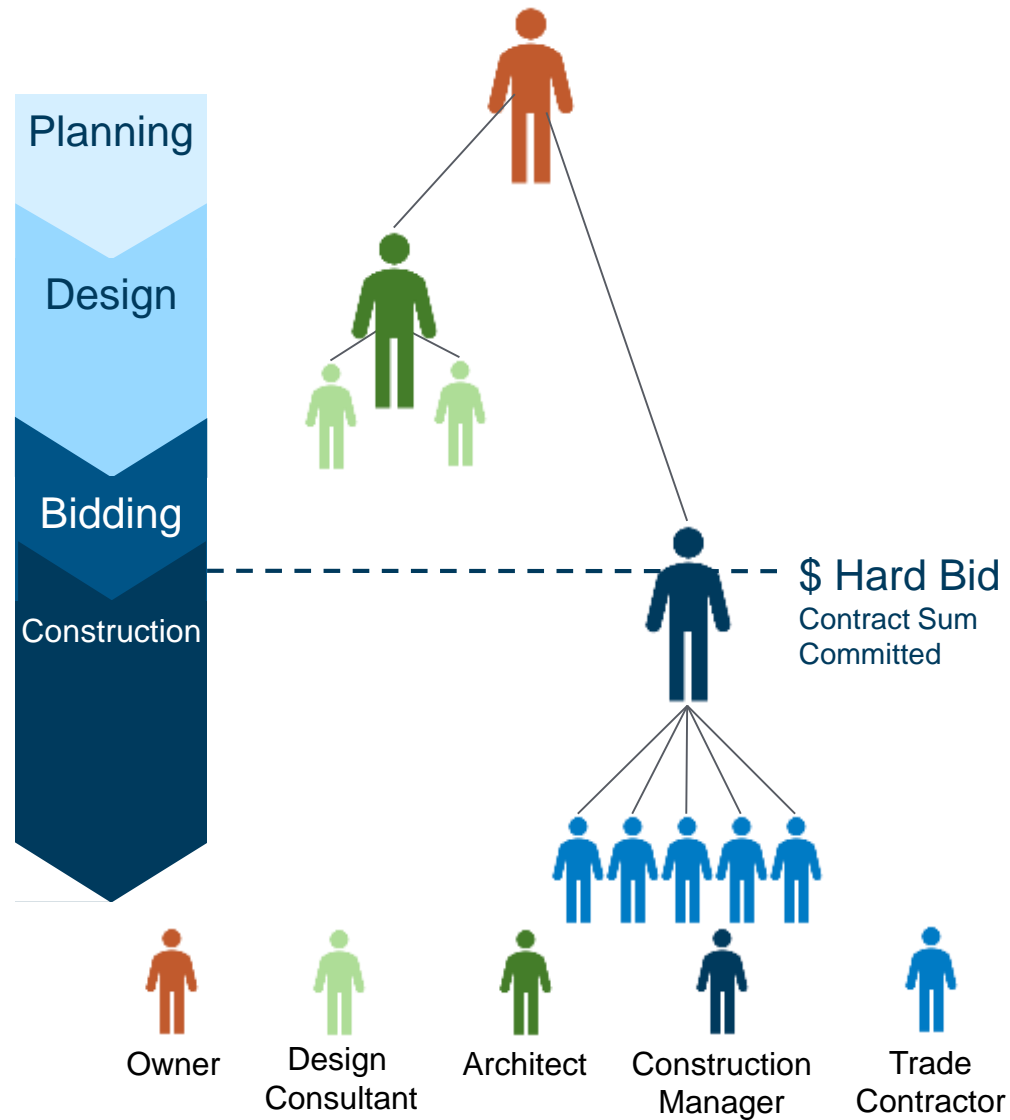 Planning
Design
Bidding
$ Hard Bid
Contract Sum
Committed
Construction
Owner
Design
Consultant
Architect
Construction
Manager
Trade
Contractor